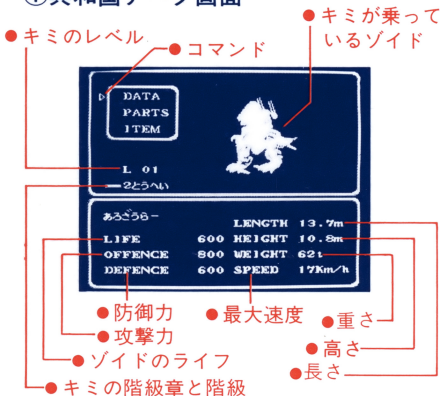 ①共和国データ画面
●キミのレベル
●コマンド
●キミが乗って
いるゾイド
DATA
PARTS
ITEM
L 01
2とうへい
あろざうらー
LENGTH 13.7m
LIFE 600 HEIGHT 10.8m
OFFENCE 800 WEIGHT 62t
DEFENCE 600 SPEED 17Km/h
●防御力
●最大速度
●重さ
●攻撃力
●高さ
●ゾイドのライフ
●長さ
●キミの階級章と階級